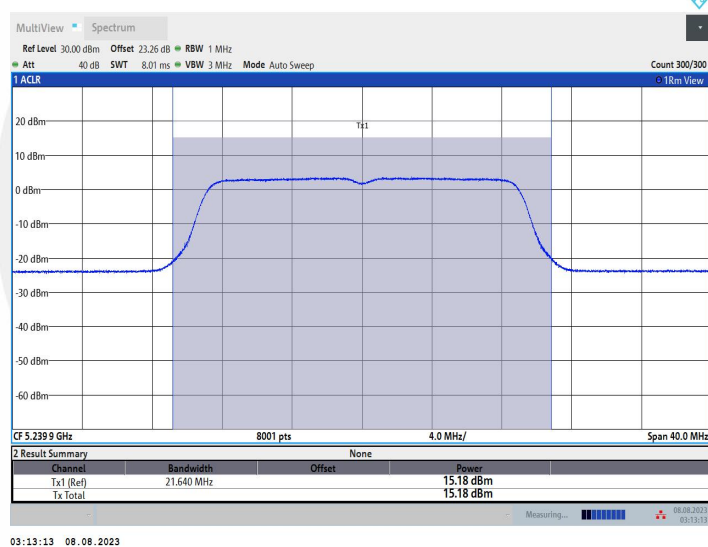 MultiView Spectrum
Ref Level 30.00 dBm Offset 23.26 dB RBW 1 MHz
Att 40 dB SWT 8.01 ms VBW 3 MHz Mode Auto Sweep Count 300/300
1 ACLR 1Rm View
Tx1
20 dBm
10 dBm
0 dBm
-10 dBm
-20 dBm
-30 dBm
-40 dBm
-50 dBm
-60 dBm
CF 5.239 9 GHz 8001 pts 4.0 MHz/ Span 40.0 MHz
2 Result Summary None
Channel Bandwidth Offset Power
Tx1 (Ref) 21.640 MHz 15.18 dBm
Tx Total 15.18 dBm
Measuring... 08.08.2023
03:13:13
03:13:13 08.08.2023